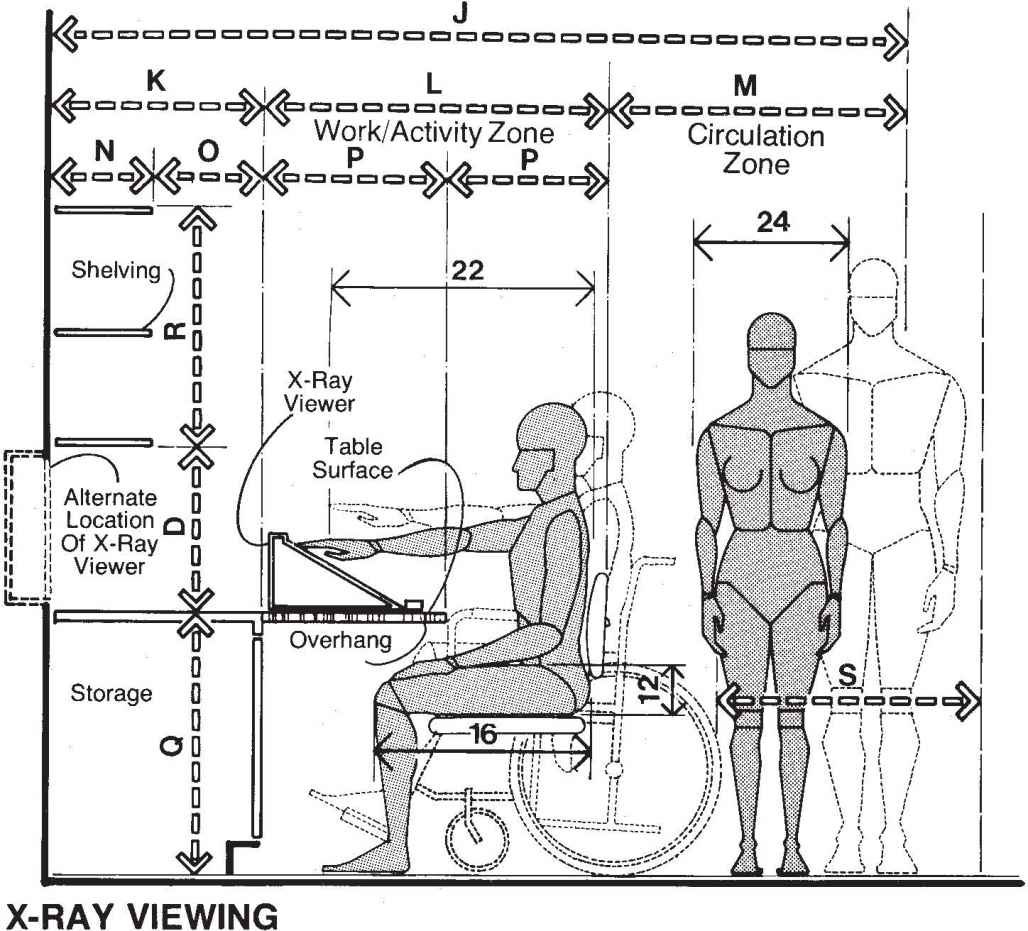 J
K
L
M
Work/Activity Zone
Circulation
Zone
N
O
P
P
24
Shelving
22
R
X-Ray
Viewer
Table
Surface
Alternate
Location
Of X-Ray
Viewer
D
Overhang
Storage
12
S
Q
16
X-RAY VIEWING